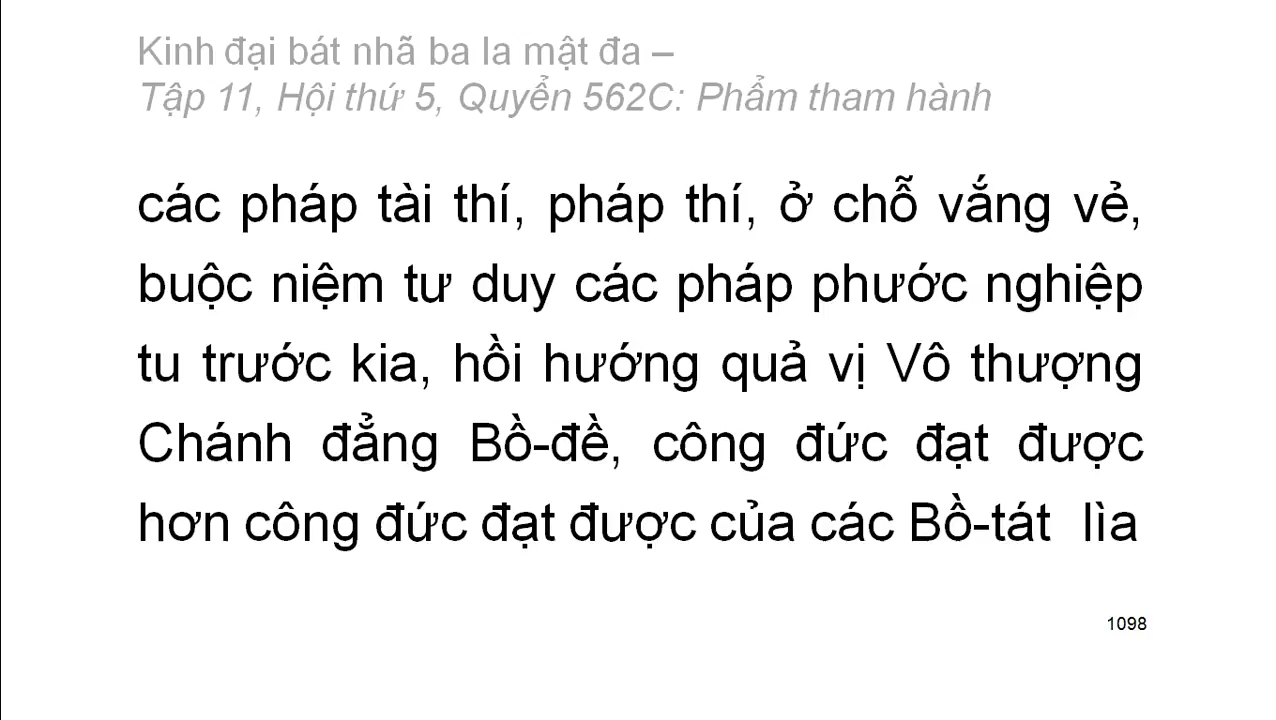 Kinh đại bát nhã ba la mật đa –
Tập 11, Hội thứ 5, Quyển 562C: Phẩm tham hành
các pháp tài thí, pháp thí, ở chỗ vắng vẻ,
buộc niệm tư duy các pháp phước nghiệp
tu trước kia, hồi hướng quả vị Vô thượng
Chánh đẳng Bồ-đề, công đức đạt được
hơn công đức đạt được của các Bồ-tát lìa
1098